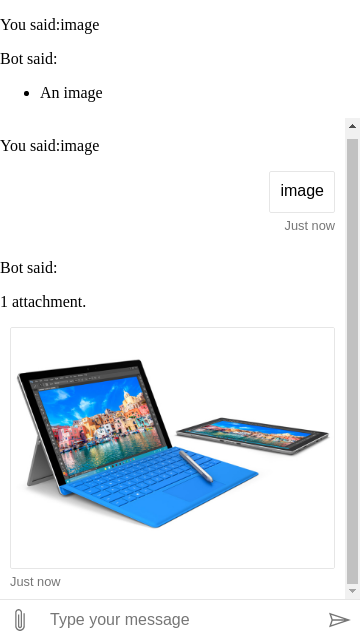 You said:image
Bot said:
An image
You said:image
image
Just now
Bot said:
1 attachment.
Just now
Type your message